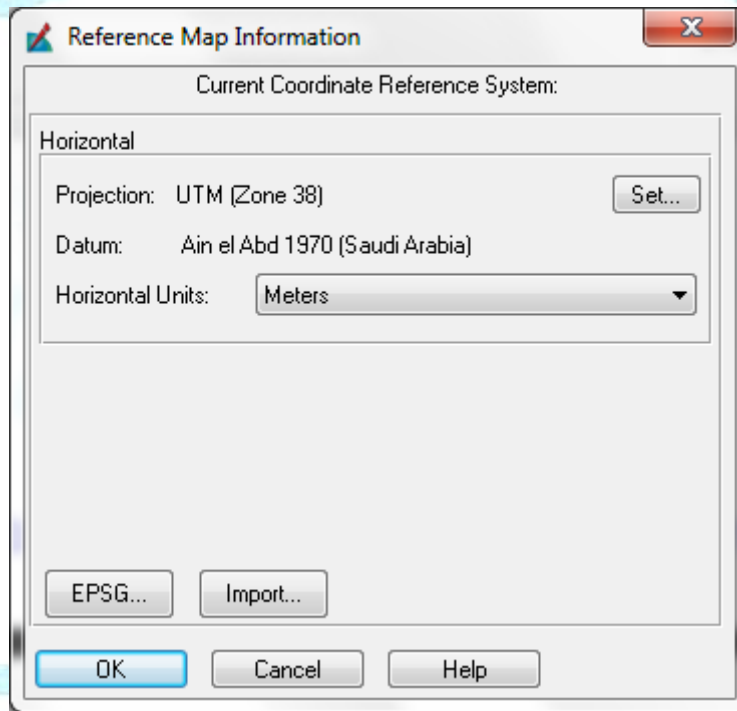 Reference Map Information
Current Coordinate Reference System:
Horizontal
Projection: UTM (Zone 38) Set...
Datum: Ain el Abd 1970 (Saudi Arabia)
Horizontal Units: Meters
EPSG... Import...
OK Cancel Help